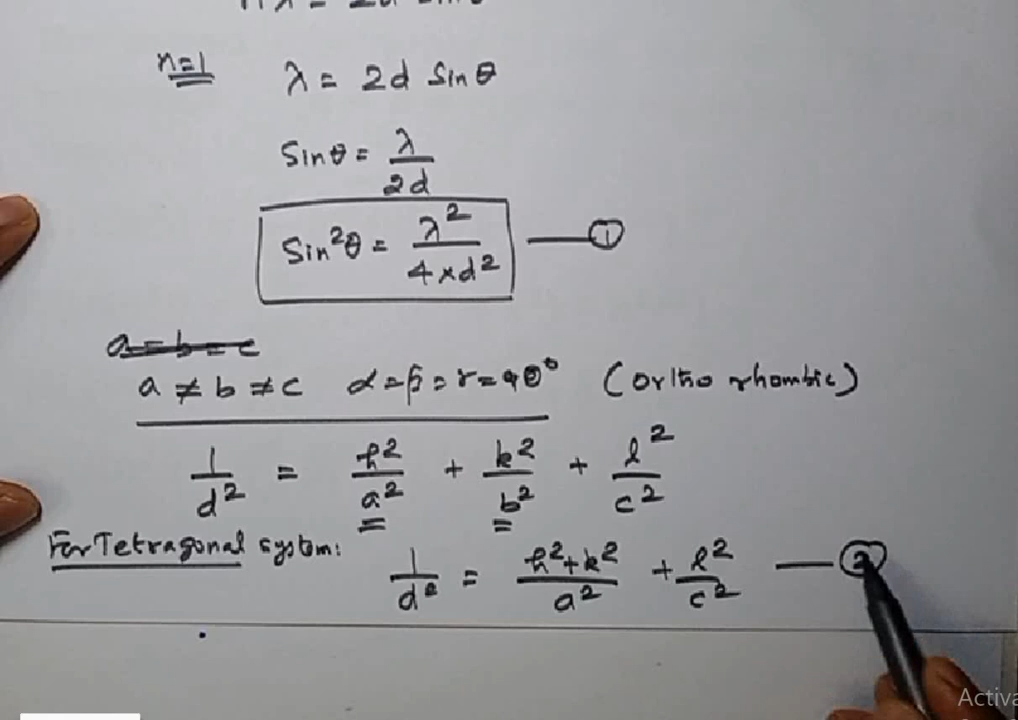 n=1 λ = 2d Sinθ
Sinθ = λ/2d
Sin²θ = λ²/4×d² —①
a=b=c
a ≠ b ≠ c α=β=r=90° (Ortho rhombic)
1/d² = h²/a² + k²/b² + l²/c²
For Tetragonal system: 1/d² = h²+k²/a² + l²/c² —②
Activa